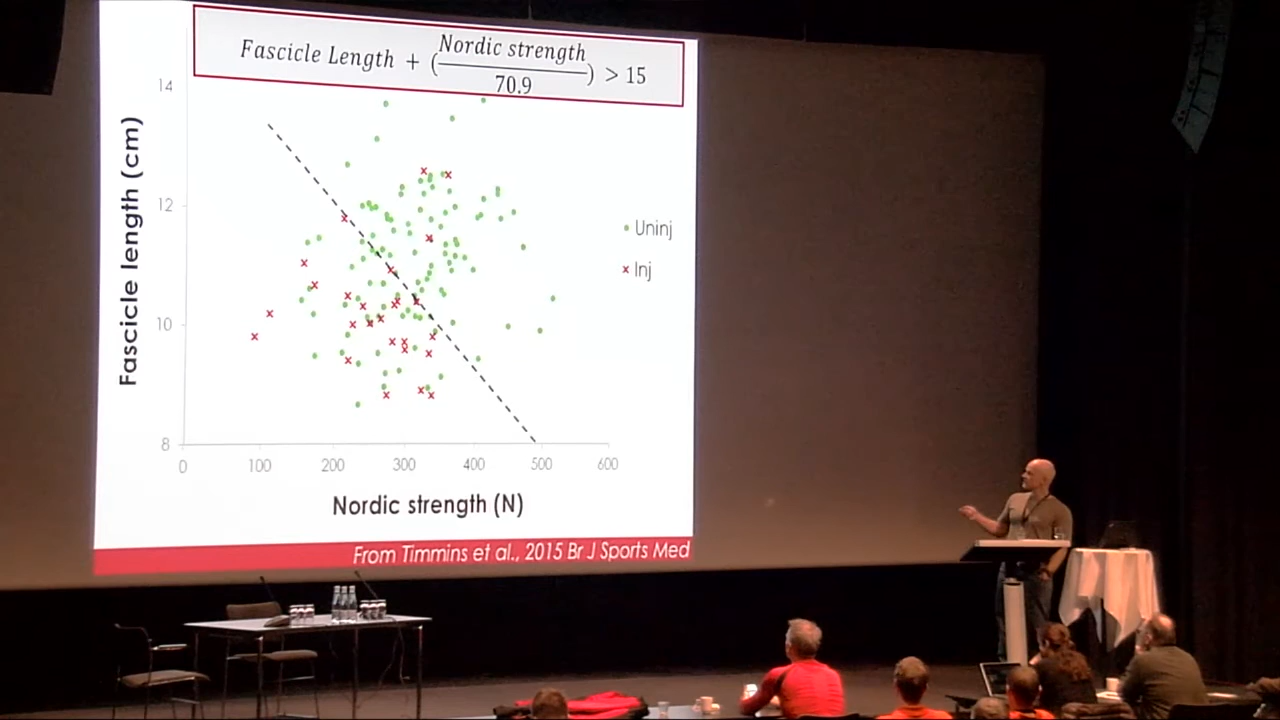 Fascicle Length + (Nordic strength / 70.9) > 15
14
12
10
8
Fascicle length (cm)
Uninj
Inj
0 100 200 300 400 500 600
Nordic strength (N)
From Timmins et al., 2015 Br J Sports Med